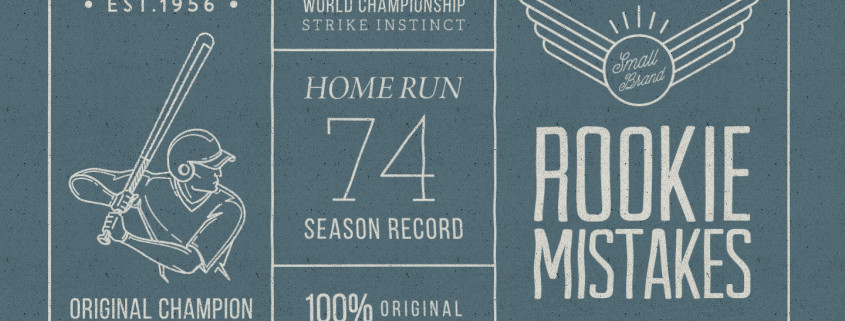 • EST.1956 •
ORIGINAL CHAMPION
WORLD CHAMPIONSHIP
STRIKE INSTINCT
HOME RUN
74
SEASON RECORD
100% ORIGINAL
Small
Brand
ROOKIE
MISTAKES